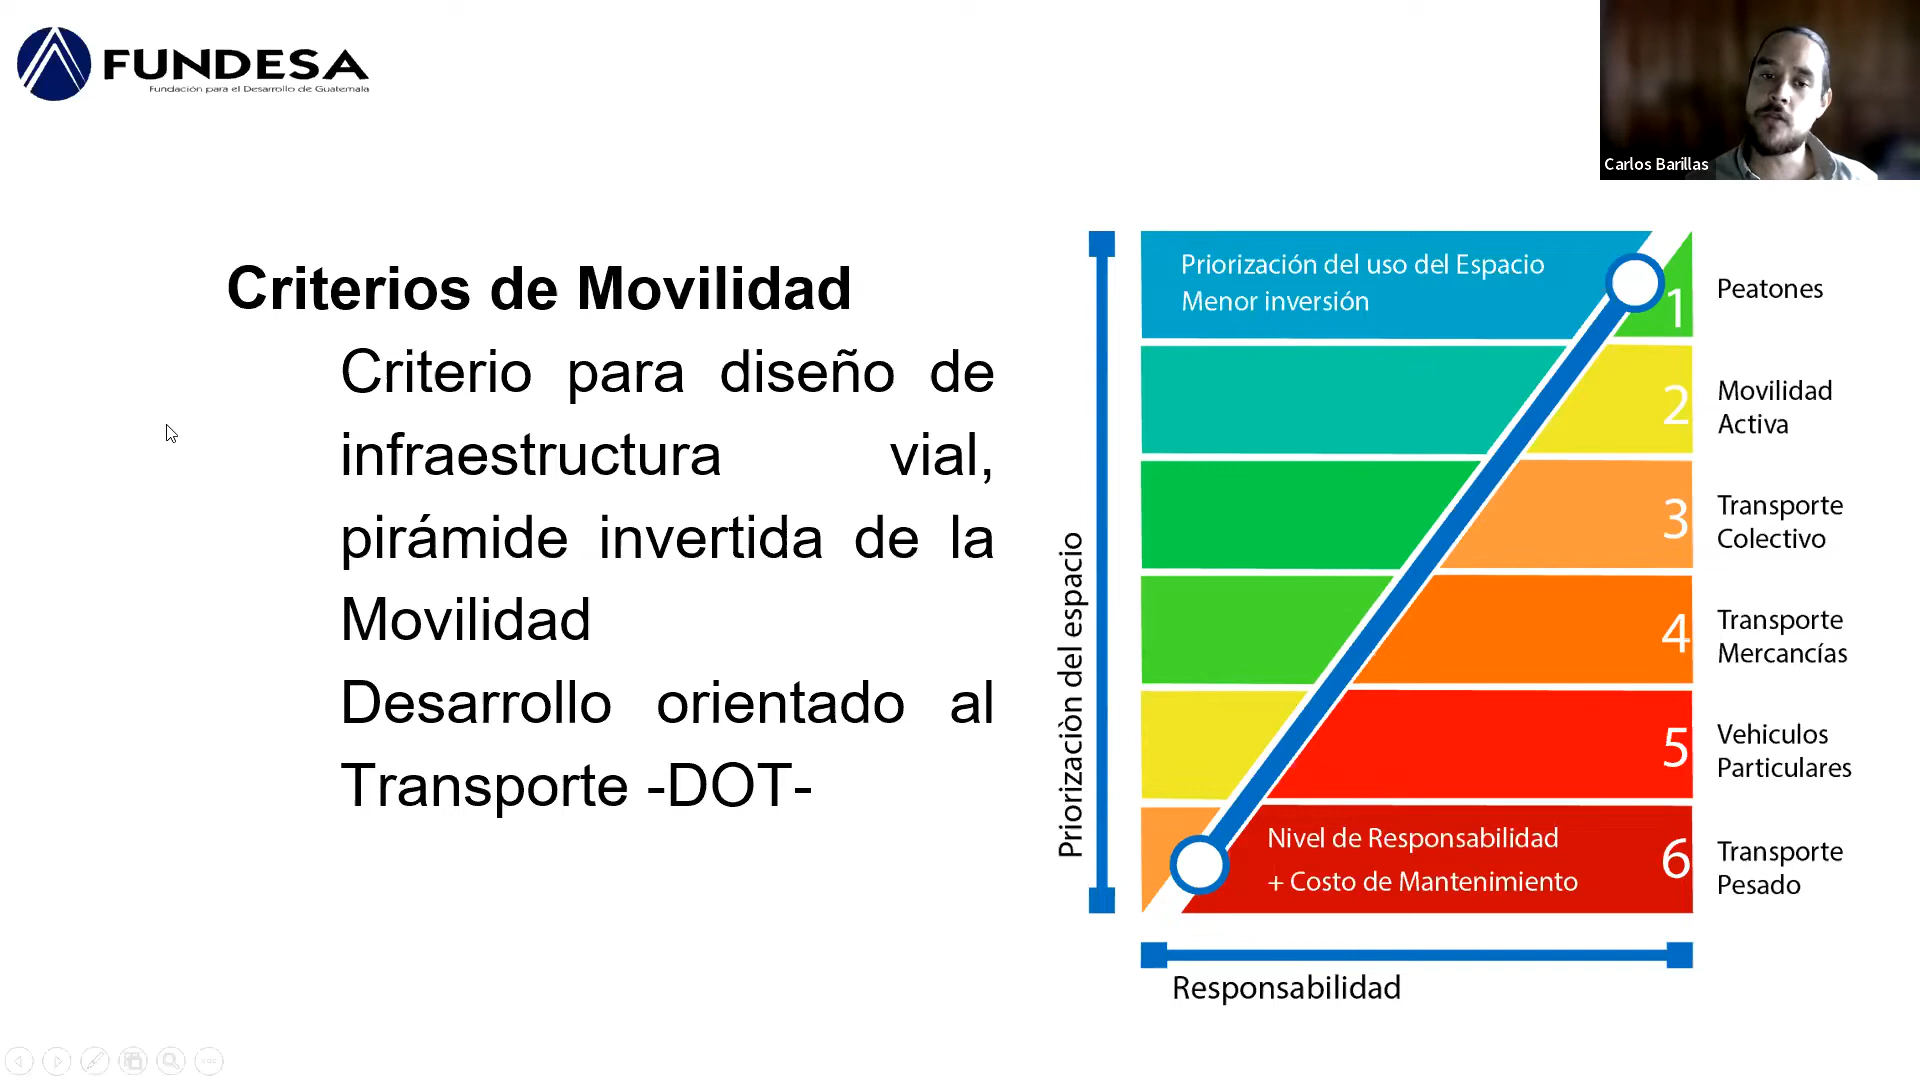 FUNDESA
Fundación para el Desarrollo de Guatemala
Carlos Barillas
Criterios de Movilidad
Criterio para diseño de
infraestructura vial,
pirámide invertida de la
Movilidad
Desarrollo orientado al
Transporte -DOT-
Priorizaciòn del espacio
Priorización del uso del Espacio
Menor inversión
1
Peatones
2
Movilidad
Activa
3
Transporte
Colectivo
4
Transporte
Mercancías
5
Vehiculos
Particulares
Nivel de Responsabilidad
+ Costo de Mantenimiento
6
Transporte
Pesado
Responsabilidad